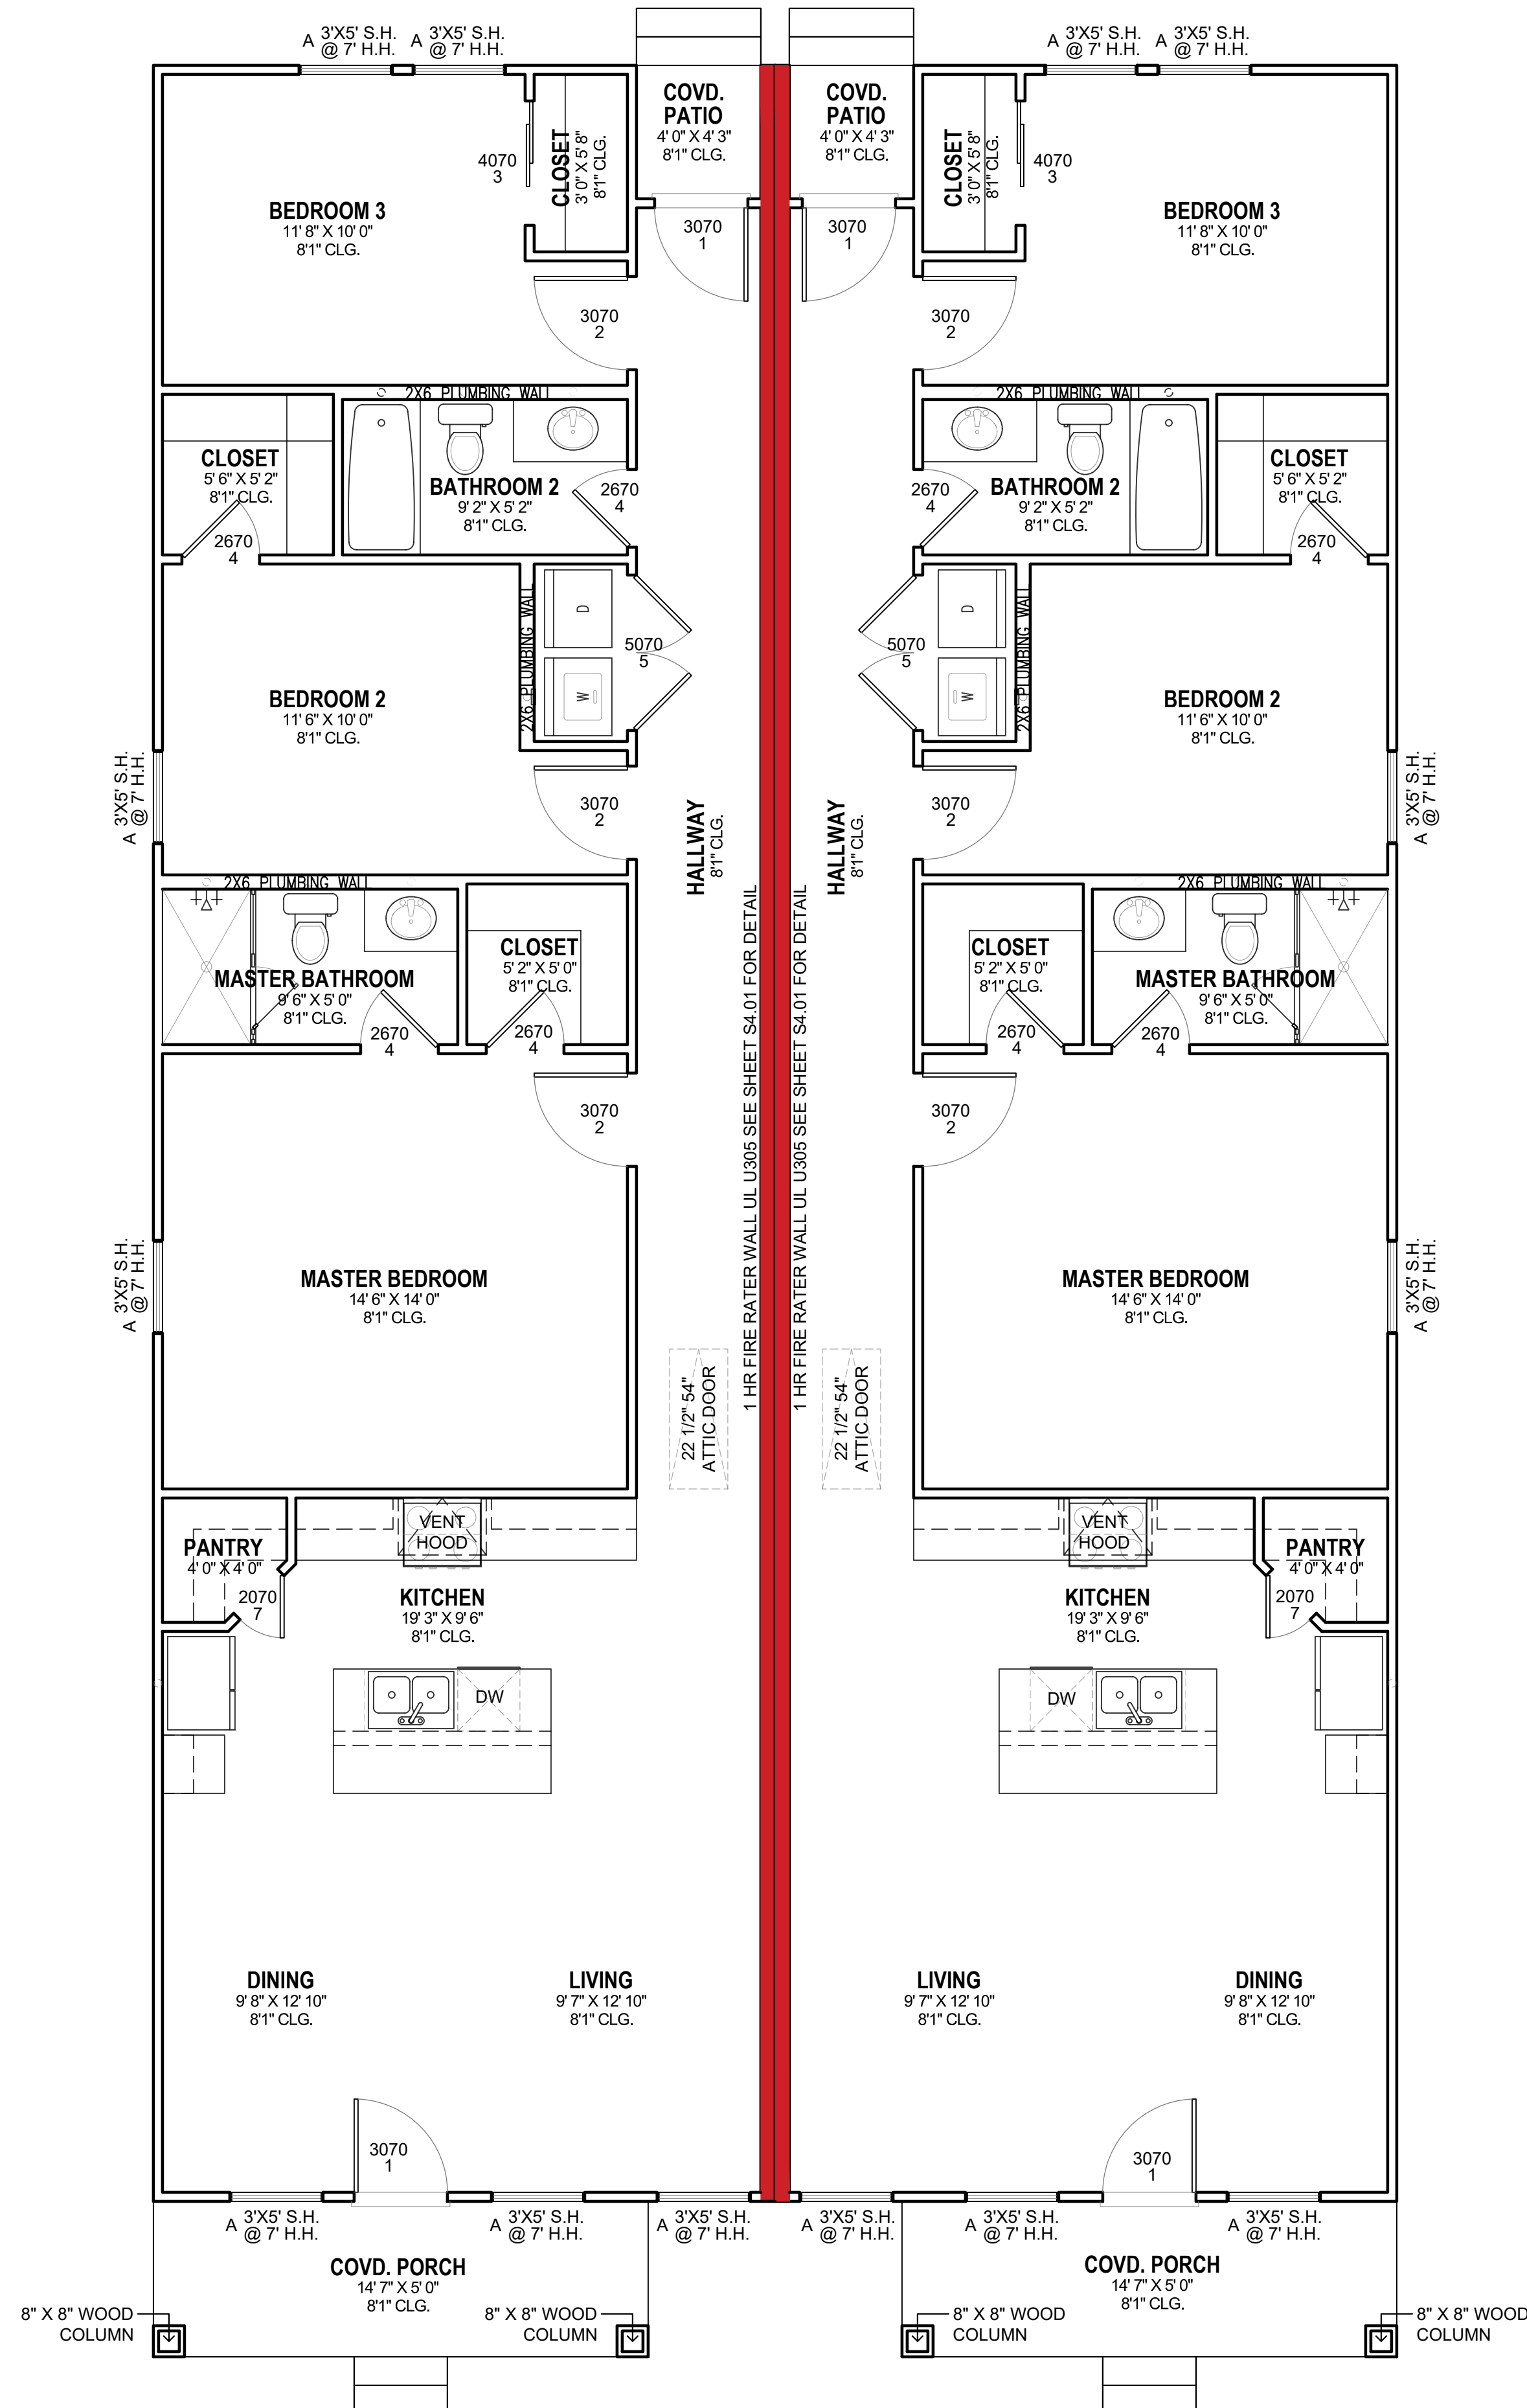 A 3'X5' S.H.
@ 7' H.H.
A 3'X5' S.H.
@ 7' H.H.
COVD.
PATIO
4' 0" X 4' 3"
8'1" CLG.
CLOSET
3' 0" X 5' 8"
8'1" CLG.
4070
3
BEDROOM 3
11' 8" X 10' 0"
8'1" CLG.
3070
1
3070
2
2X6 PLUMBING WALL
CLOSET
5' 6" X 5' 2"
8'1" CLG.
2670
4
BATHROOM 2
9' 2" X 5' 2"
8'1" CLG.
2670
4
D
W
5070
5
2X6 PLUMBING WALL
BEDROOM 2
11' 6" X 10' 0"
8'1" CLG.
A 3'X5' S.H.
@ 7' H.H.
3070
2
HALLWAY
8'1" CLG.
2X6 PLUMBING WALL
MASTER BATHROOM
9' 6" X 5' 0"
8'1" CLG.
2670
4
CLOSET
5' 2" X 5' 0"
8'1" CLG.
2670
4
3070
2
1 HR FIRE RATER WALL UL U305 SEE SHEET S4.01 FOR DETAIL
MASTER BEDROOM
14' 6" X 14' 0"
8'1" CLG.
A 3'X5' S.H.
@ 7' H.H.
22 1/2" 54"
ATTIC DOOR
PANTRY
4' 0" X 4' 0"
2070
7
VENT
HOOD
KITCHEN
19' 3" X 9' 6"
8'1" CLG.
DW
DINING
9' 8" X 12' 10"
8'1" CLG.
LIVING
9' 7" X 12' 10"
8'1" CLG.
3070
1
A 3'X5' S.H.
@ 7' H.H.
A 3'X5' S.H.
@ 7' H.H.
A 3'X5' S.H.
@ 7' H.H.
COVD. PORCH
14' 7" X 5' 0"
8'1" CLG.
8" X 8" WOOD
COLUMN
8" X 8" WOOD
COLUMN
A 3'X5' S.H.
@ 7' H.H.
A 3'X5' S.H.
@ 7' H.H.
COVD.
PATIO
4' 0" X 4' 3"
8'1" CLG.
CLOSET
3' 0" X 5' 8"
8'1" CLG.
4070
3
BEDROOM 3
11' 8" X 10' 0"
8'1" CLG.
3070
1
3070
2
2X6 PLUMBING WALL
2670
4
BATHROOM 2
9' 2" X 5' 2"
8'1" CLG.
CLOSET
5' 6" X 5' 2"
8'1" CLG.
2670
4
5070
5
D
W
2X6 PLUMBING WALL
BEDROOM 2
11' 6" X 10' 0"
8'1" CLG.
A 3'X5' S.H.
@ 7' H.H.
HALLWAY
8'1" CLG.
3070
2
2X6 PLUMBING WALL
CLOSET
5' 2" X 5' 0"
8'1" CLG.
2670
4
MASTER BATHROOM
9' 6" X 5' 0"
8'1" CLG.
2670
4
3070
2
1 HR FIRE RATER WALL UL U305 SEE SHEET S4.01 FOR DETAIL
MASTER BEDROOM
14' 6" X 14' 0"
8'1" CLG.
A 3'X5' S.H.
@ 7' H.H.
22 1/2" 54"
ATTIC DOOR
VENT
HOOD
PANTRY
4' 0" X 4' 0"
2070
7
KITCHEN
19' 3" X 9' 6"
8'1" CLG.
DW
LIVING
9' 7" X 12' 10"
8'1" CLG.
DINING
9' 8" X 12' 10"
8'1" CLG.
3070
1
A 3'X5' S.H.
@ 7' H.H.
A 3'X5' S.H.
@ 7' H.H.
A 3'X5' S.H.
@ 7' H.H.
COVD. PORCH
14' 7" X 5' 0"
8'1" CLG.
8" X 8" WOOD
COLUMN
8" X 8" WOOD
COLUMN